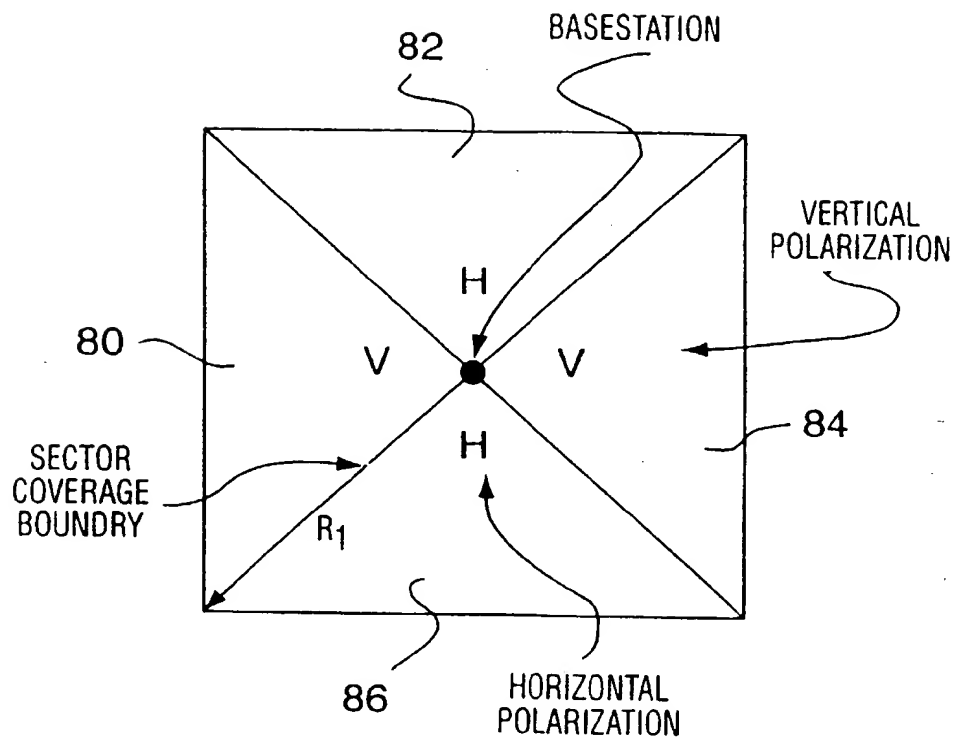 BASESTATION
82
VERTICAL
POLARIZATION
H
80
V
V
84
H
SECTOR
COVERAGE
BOUNDRY
R1
86
HORIZONTAL
POLARIZATION